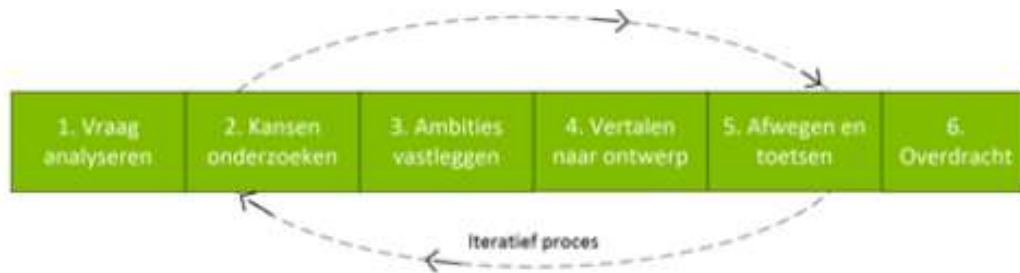 1. Vraag
analyseren
2. Kansen
onderzoeken
3. Ambities
vastleggen
4. Vertalen
naar ontwerp
5. Afwegen en
toetsen
6.
Overdracht
Iteratief proces